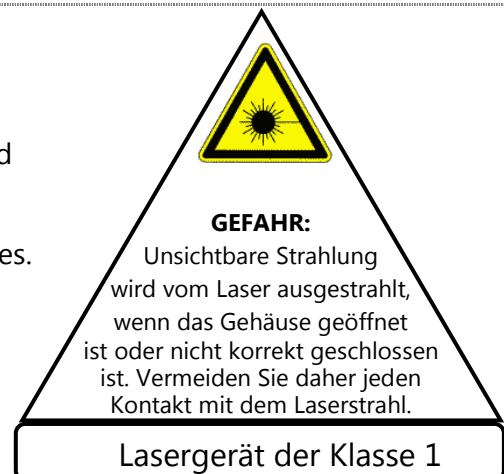 d
es.
GEFAHR:
Unsichtbare Strahlung
wird vom Laser ausgestrahlt,
wenn das Gehäuse geöffnet
ist oder nicht korrekt geschlossen
ist. Vermeiden Sie daher jeden
Kontakt mit dem Laserstrahl.
Lasergerät der Klasse 1